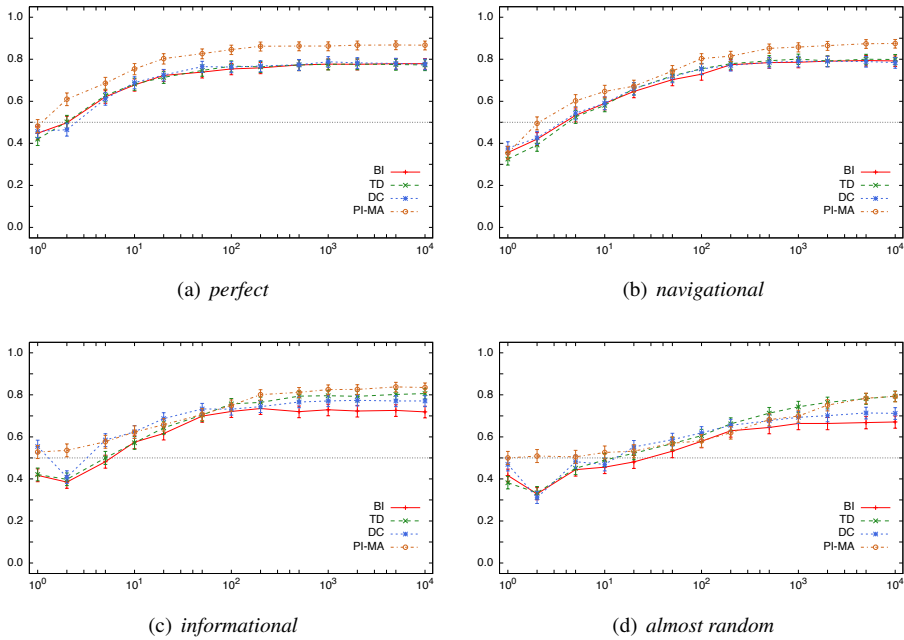 1.0
0.8
0.6
0.4
0.2
0.0
BI
TD
DC
PI-MA
10^0 10^1 10^2 10^3 10^4
(a) perfect
1.0
0.8
0.6
0.4
0.2
0.0
BI
TD
DC
PI-MA
10^0 10^1 10^2 10^3 10^4
(b) navigational
1.0
0.8
0.6
0.4
0.2
0.0
BI
TD
DC
PI-MA
10^0 10^1 10^2 10^3 10^4
(c) informational
1.0
0.8
0.6
0.4
0.2
0.0
BI
TD
DC
PI-MA
10^0 10^1 10^2 10^3 10^4
(d) almost random